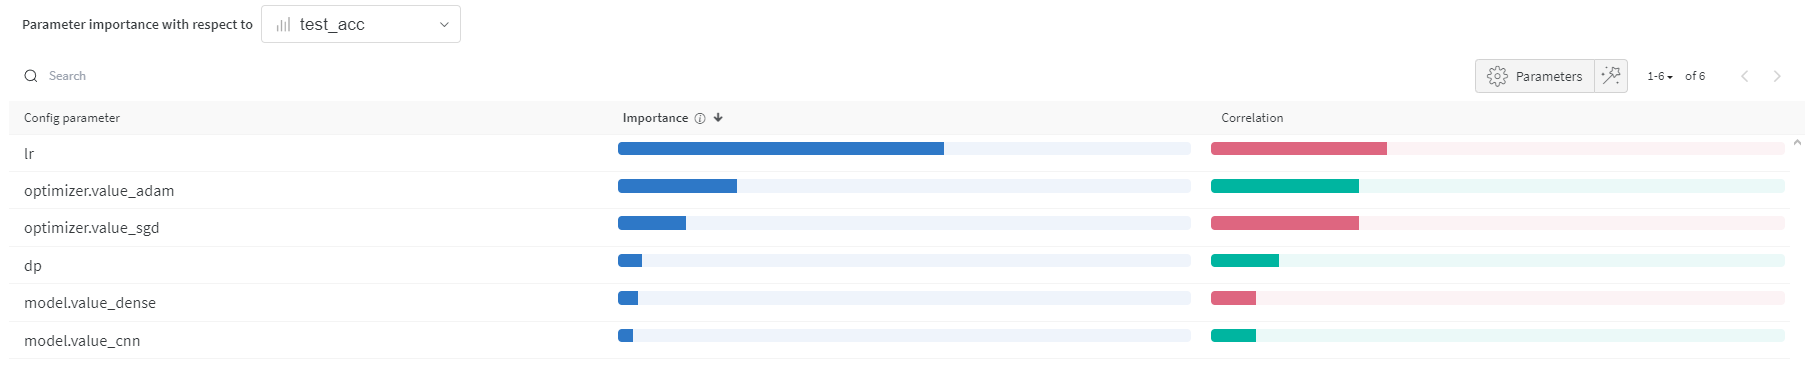 Parameter importance with respect to test_acc
Search
Parameters 1-6 of 6
Config parameter Importance Correlation
lr
optimizer.value_adam
optimizer.value_sgd
dp
model.value_dense
model.value_cnn